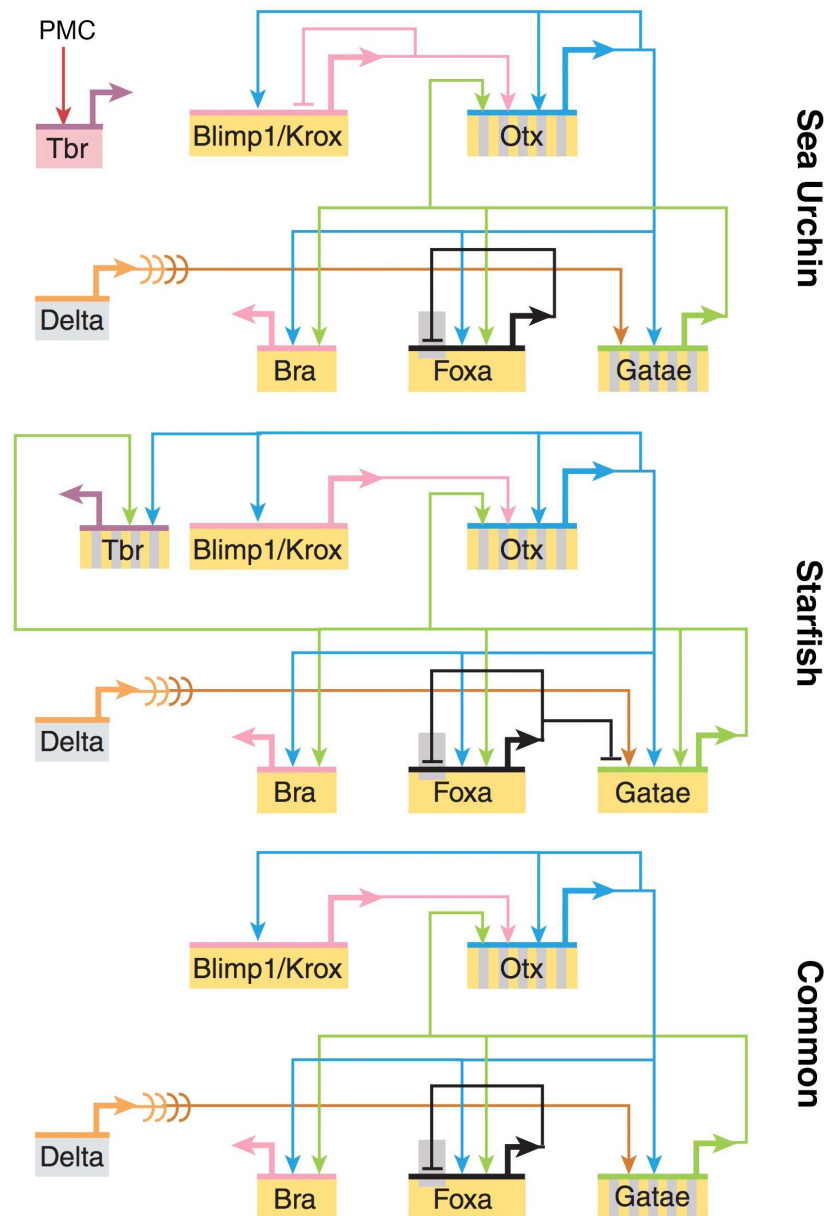 PMC
Tbr
Blimp1/Krox
Otx
Delta
Bra
Foxa
Gatae
Sea Urchin
Tbr
Blimp1/Krox
Otx
Delta
Bra
Foxa
Gatae
Starfish
Blimp1/Krox
Otx
Delta
Bra
Foxa
Gatae
Common